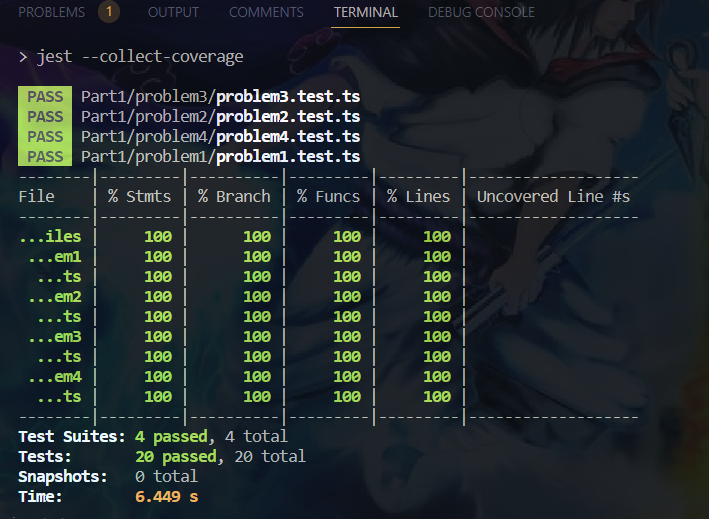 PROBLEMS 1 OUTPUT COMMENTS TERMINAL DEBUG CONSOLE
> jest --collect-coverage
PASS Part1/problem3/problem3.test.ts
PASS Part1/problem2/problem2.test.ts
PASS Part1/problem4/problem4.test.ts
PASS Part1/problem1/problem1.test.ts
--------|---------|----------|---------|---------|-------------------
File    | % Stmts | % Branch | % Funcs | % Lines | Uncovered Line #s
--------|---------|----------|---------|---------|-------------------
...iles |     100 |      100 |     100 |     100 |
 ...em1 |     100 |      100 |     100 |     100 |
  ...ts |     100 |      100 |     100 |     100 |
 ...em2 |     100 |      100 |     100 |     100 |
  ...ts |     100 |      100 |     100 |     100 |
 ...em3 |     100 |      100 |     100 |     100 |
  ...ts |     100 |      100 |     100 |     100 |
 ...em4 |     100 |      100 |     100 |     100 |
  ...ts |     100 |      100 |     100 |     100 |
--------|---------|----------|---------|---------|-------------------
Test Suites: 4 passed, 4 total
Tests:       20 passed, 20 total
Snapshots:   0 total
Time:        6.449 s